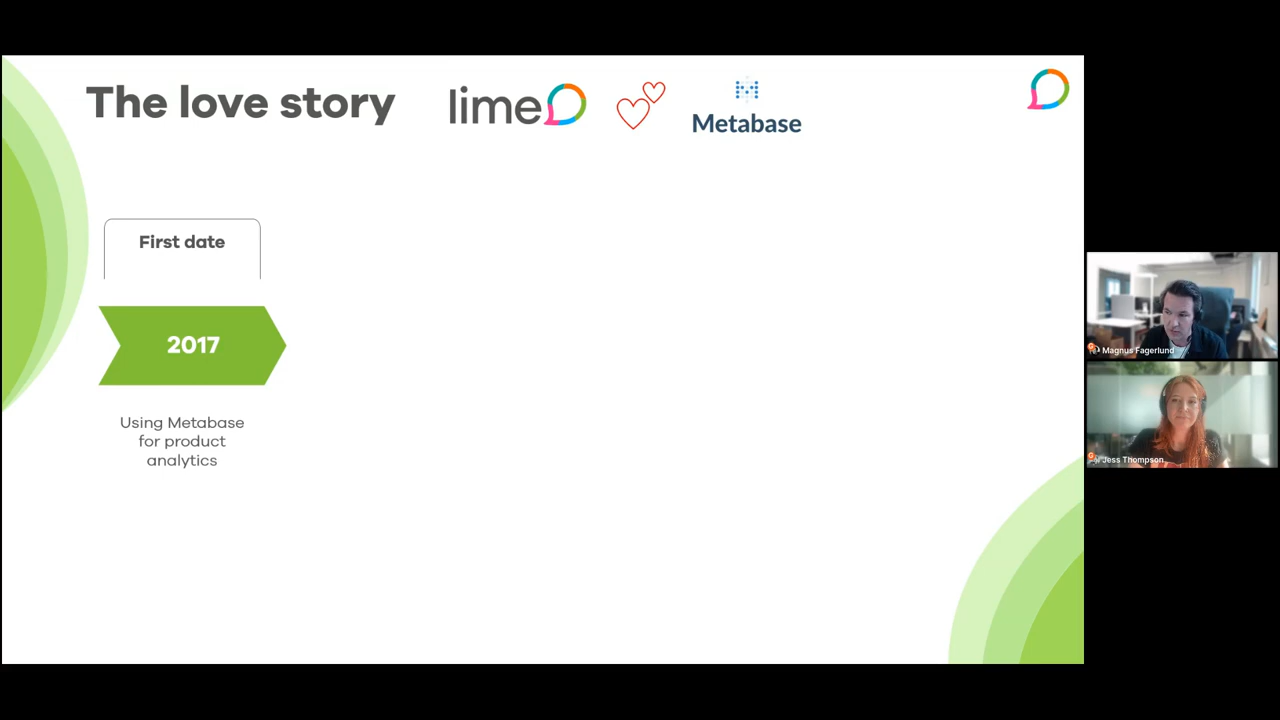 The love story
lime
Metabase
First date
2017
Using Metabase
for product
analytics
Magnus Fagerlund
Jess Thompson